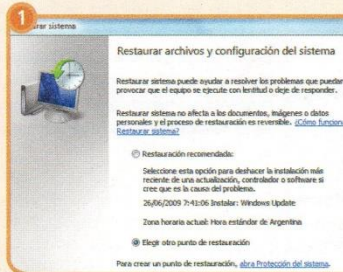 1
rar sistema
Restaurar archivos y configuración del sistema
Restaurar sistema puede ayudar a resolver los problemas que puedan
provocar que el equipo se ejecute con lentitud o deje de responder.
Restaurar sistema no afecta a los documentos, imágenes o datos
personales y el proceso de restauración es reversible. ¿Cómo funciona
Restaurar sistema?
Restauración recomendada:
Seleccione esta opción para deshacer la instalación más
reciente de una actualización, controlador o software si
cree que es la causa del problema.
26/06/2009 7:41:06 Instalar: Windows Update
Zona horaria actual: Hora estándar de Argentina
Elegir otro punto de restauración
Para crear un punto de restauración, abra Protección del sistema.